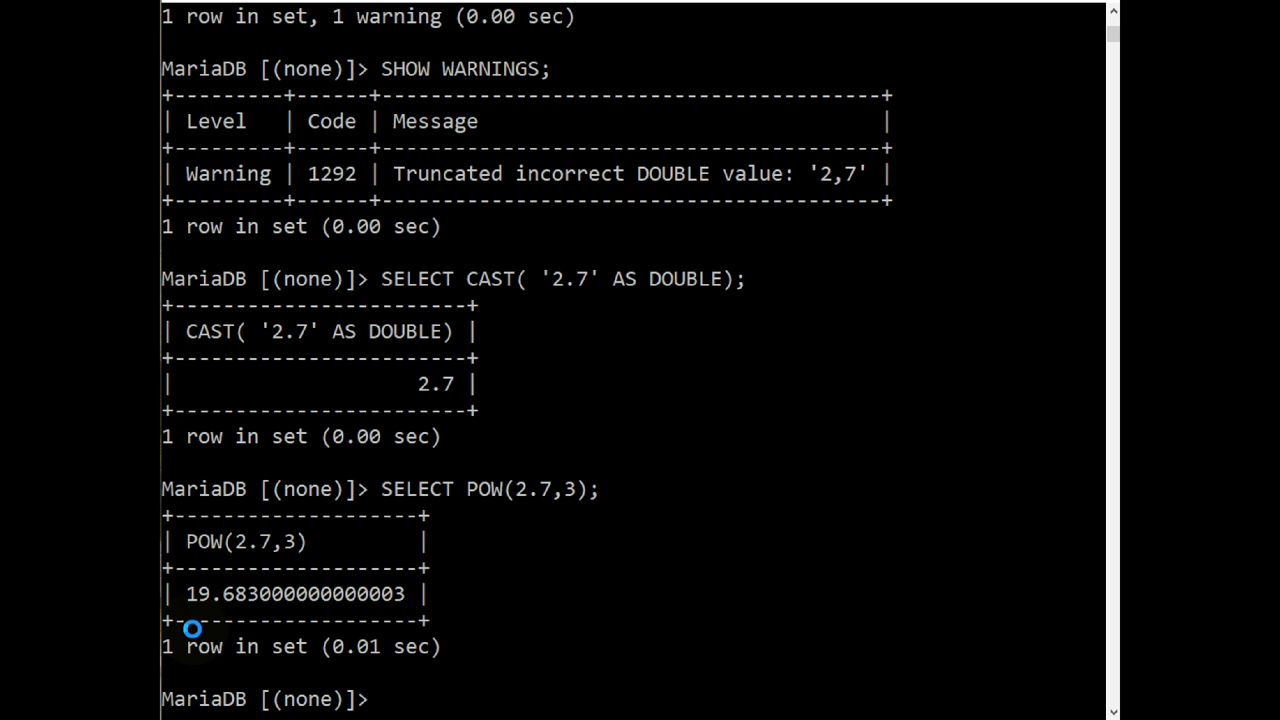 1 row in set, 1 warning (0.00 sec)
MariaDB [(none)]> SHOW WARNINGS;
+---------+------+-----------------------------------------+
| Level   | Code | Message                                 |
+---------+------+-----------------------------------------+
| Warning | 1292 | Truncated incorrect DOUBLE value: '2,7' |
+---------+------+-----------------------------------------+
1 row in set (0.00 sec)
MariaDB [(none)]> SELECT CAST( '2.7' AS DOUBLE);
+------------------------+
| CAST( '2.7' AS DOUBLE) |
+------------------------+
|                    2.7 |
+------------------------+
1 row in set (0.00 sec)
MariaDB [(none)]> SELECT POW(2.7,3);
+--------------------+
| POW(2.7,3)         |
+--------------------+
| 19.683000000000003 |
+--------------------+
1 row in set (0.01 sec)
MariaDB [(none)]>